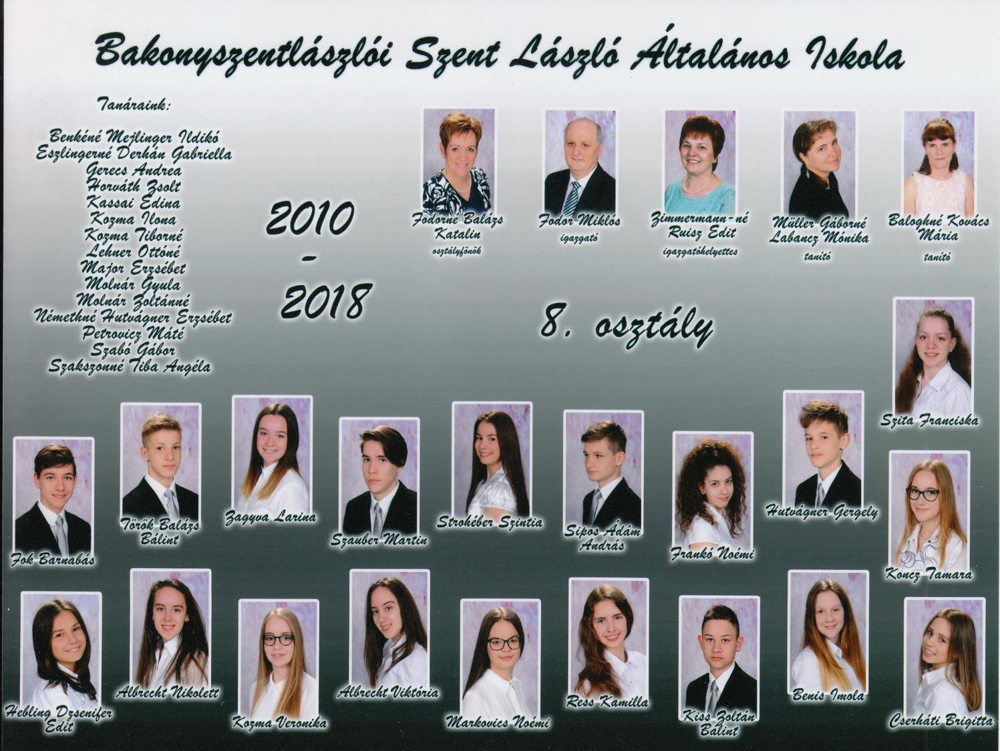 Bakonyszentlászlói Szent László Általános Iskola
Tanáraink:
Benkéné Mejlinger Ildikó
Eszlingerné Derhán Gabriella
Gerecs Andrea
Horváth Zsolt
Kassai Edina
Kozma Ilona
Kozma Tiborné
Lehner Ottóné
Major Erzsébet
Molnár Gyula
Molnár Zoltánné
Némethné Hutvágner Erzsébet
Petrovicz Máté
Szabó Gábor
Szakszonné Tiba Angéla
2010
-
2018
Fodorné Balázs
Katalin
osztályfönök
Fodor Miklós
igazgató
Zimmermann-né
Ruisz Edit
igazgatóhelyettes
Müller Gáborné
Labancz Mónika
tanító
Baloghné Kovács
Mária
tanító
8. osztály
Szita Franciska
Fok Barnabás
Török Balázs
Bálint
Zagyva Larina
Szauber Martin
Strohéber Szintia
Sipos Ádám
András
Frankó Noémi
Hutvágner Gergely
Koncz Tamara
Hebling Dzsenifer
Edit
Albrecht Nikolett
Kozma Veronika
Albrecht Viktória
Markovics Noémi
Ress Kamilla
Kiss Zoltán
Bálint
Benis Imola
Cserháti Brigitta